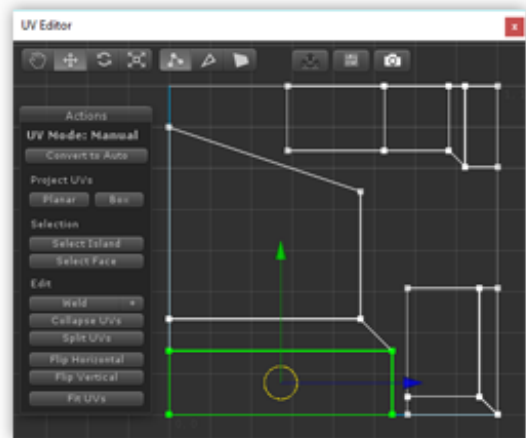 UV Editor
x
Actions
UV Mode: Manual
Convert to Auto
Project UVs
Planar
Box
Selection
Select Island
Select Face
Edit
Weld
+
Collapse UVs
Split UVs
Flip Horizontal
Flip Vertical
Fit UVs